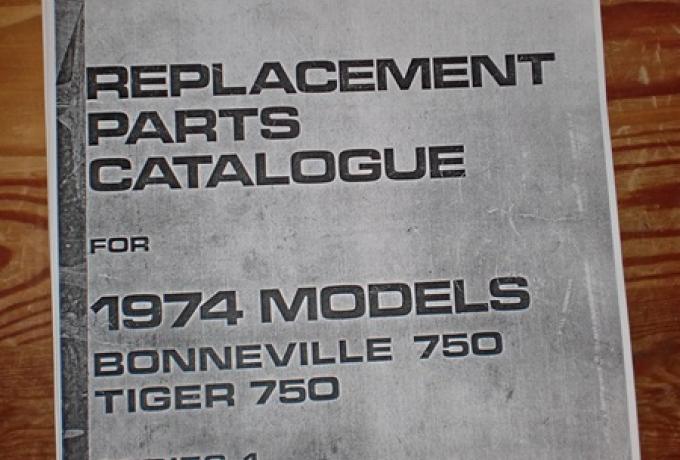 REPLACEMENT
PARTS
CATALOGUE
FOR
1974 MODELS
BONNEVILLE 750
TIGER 750